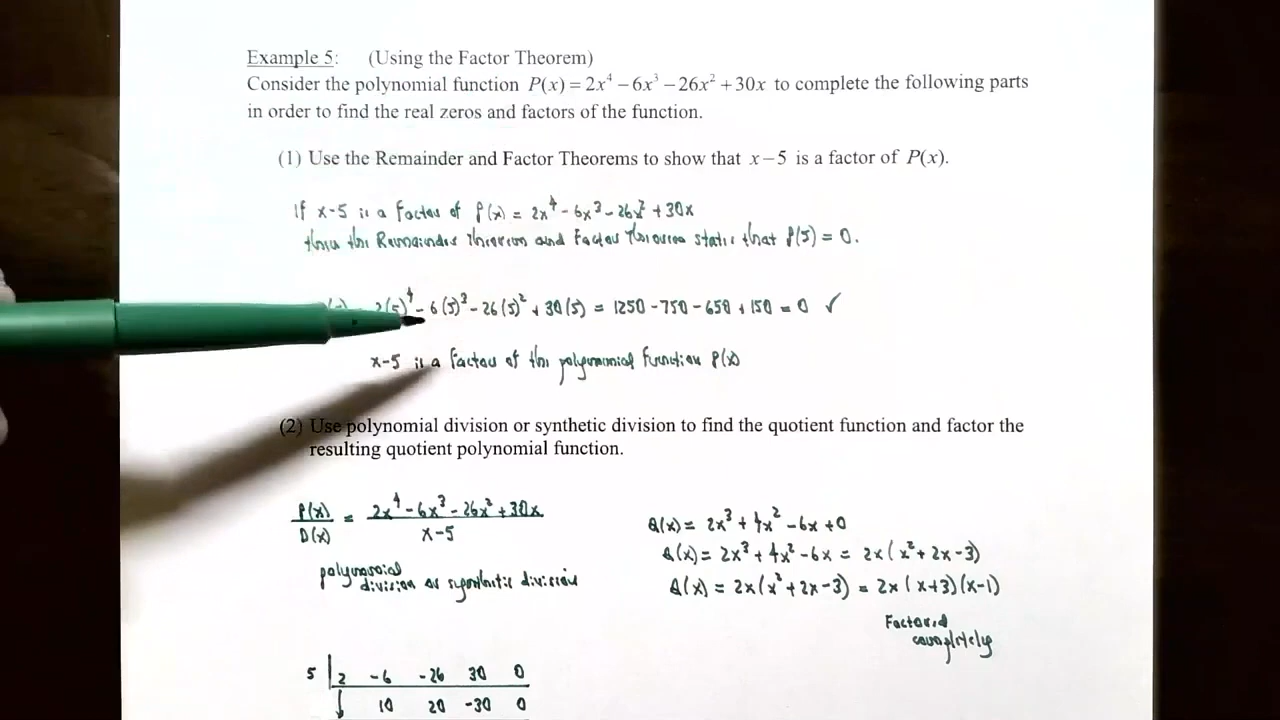 Example 5: (Using the Factor Theorem)
Consider the polynomial function P(x) = 2x⁴ − 6x³ − 26x² + 30x to complete the following parts
in order to find the real zeros and factors of the function.
(1) Use the Remainder and Factor Theorems to show that x − 5 is a factor of P(x).
If x-5 is a factor of P(x) = 2x⁴ - 6x³ - 26x² + 30x
then the Remainder Theorem and Factor Theorem states that P(5) = 0.
2(5)⁴ - 6(5)³ - 26(5)² + 30(5) = 1250 - 750 - 650 + 150 = 0 ✓
x-5 is a factor of the polynomial function P(x)
(2) Use polynomial division or synthetic division to find the quotient function and factor the
resulting quotient polynomial function.
P(x)/D(x) = (2x⁴ - 6x³ - 26x² + 30x)/(x-5)
polynomial
division or synthetic division
5 | 2 -6 -26 30 0
↓ 10 20 -30 0
Q(x) = 2x³ + 4x² - 6x + 0
Q(x) = 2x³ + 4x² - 6x = 2x(x² + 2x - 3)
Q(x) = 2x(x² + 2x - 3) = 2x(x+3)(x-1)
Factored
completely